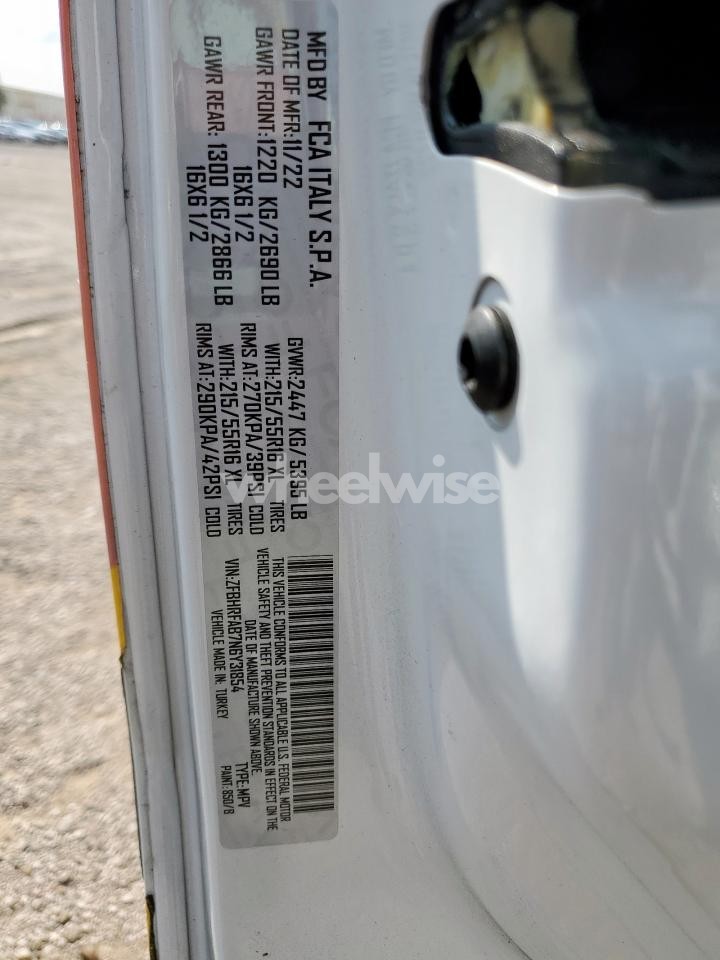 MFD BY FCA ITALY S.P.A.
DATE OF MFR:11/22 GVWR:2447 KG/5395 LB
GAWR FRONT:1220 KG/2690 LB WITH:215/55R16 XL TIRES
16X6 1/2 RIMS AT:270KPA/39PSI COLD
GAWR REAR:1300 KG/2866 LB WITH:215/55R16 XL TIRES
16X6 1/2 RIMS AT:290KPA/42PSI COLD
THIS VEHICLE CONFORMS TO ALL APPLICABLE U.S. FEDERAL MOTOR
VEHICLE SAFETY AND THEFT PREVENTION STANDARDS IN EFFECT ON THE
DATE OF MANUFACTURE SHOWN ABOVE.
VIN:ZFBHRFAB7N6Y31854 TYPE:MPV
VEHICLE MADE IN: TURKEY PAINT:850/B
wheelwise